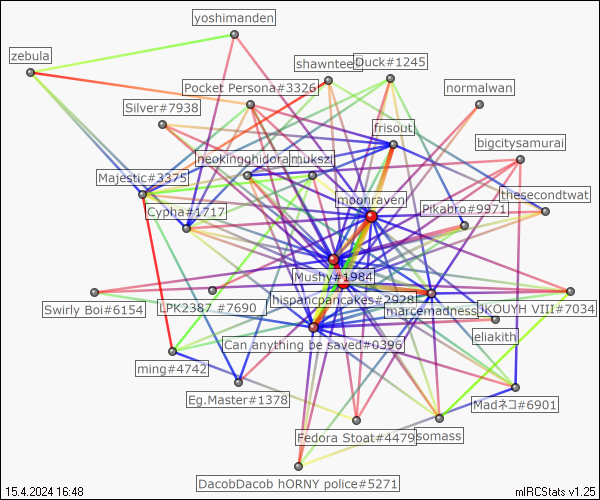 yoshimanden
zebula
shawntee
Duck#1245
Pocket Persona#3326
normalwan
Silver#7938
frisout
bigcitysamurai
neokingghidora
mukszi
Majestic#3375
thesecondtwat
moonraven
Cypha#1717
Pikabro#9971
Mushy#1984
hispancpancakes#2928
Swirly Boi#6154
LPK2387 #7690
marcemadness
JKOUYH VIII#7034
eliakith
Can anything be saved#0396
ming#4742
Eg.Master#1378
Madネコ#6901
Fedora Stoat#4479
somass
DacobDacob hORNY police#5271
15.4.2024 16:48
mIRCStats v1.25